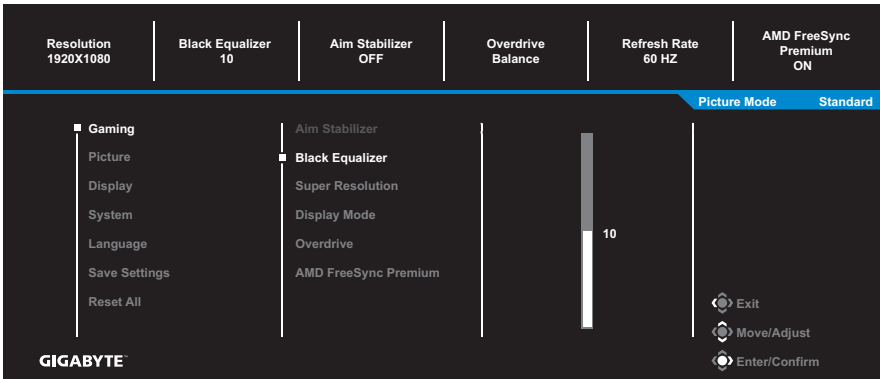 Resolution
1920X1080
Black Equalizer
10
Aim Stabilizer
OFF
Overdrive
Balance
Refresh Rate
60 HZ
AMD FreeSync
Premium
ON
Picture Mode Standard
Gaming
Picture
Display
System
Language
Save Settings
Reset All
Aim Stabilizer
Black Equalizer
Super Resolution
Display Mode
Overdrive
AMD FreeSync Premium
10
Exit
Move/Adjust
Enter/Confirm
GIGABYTE™